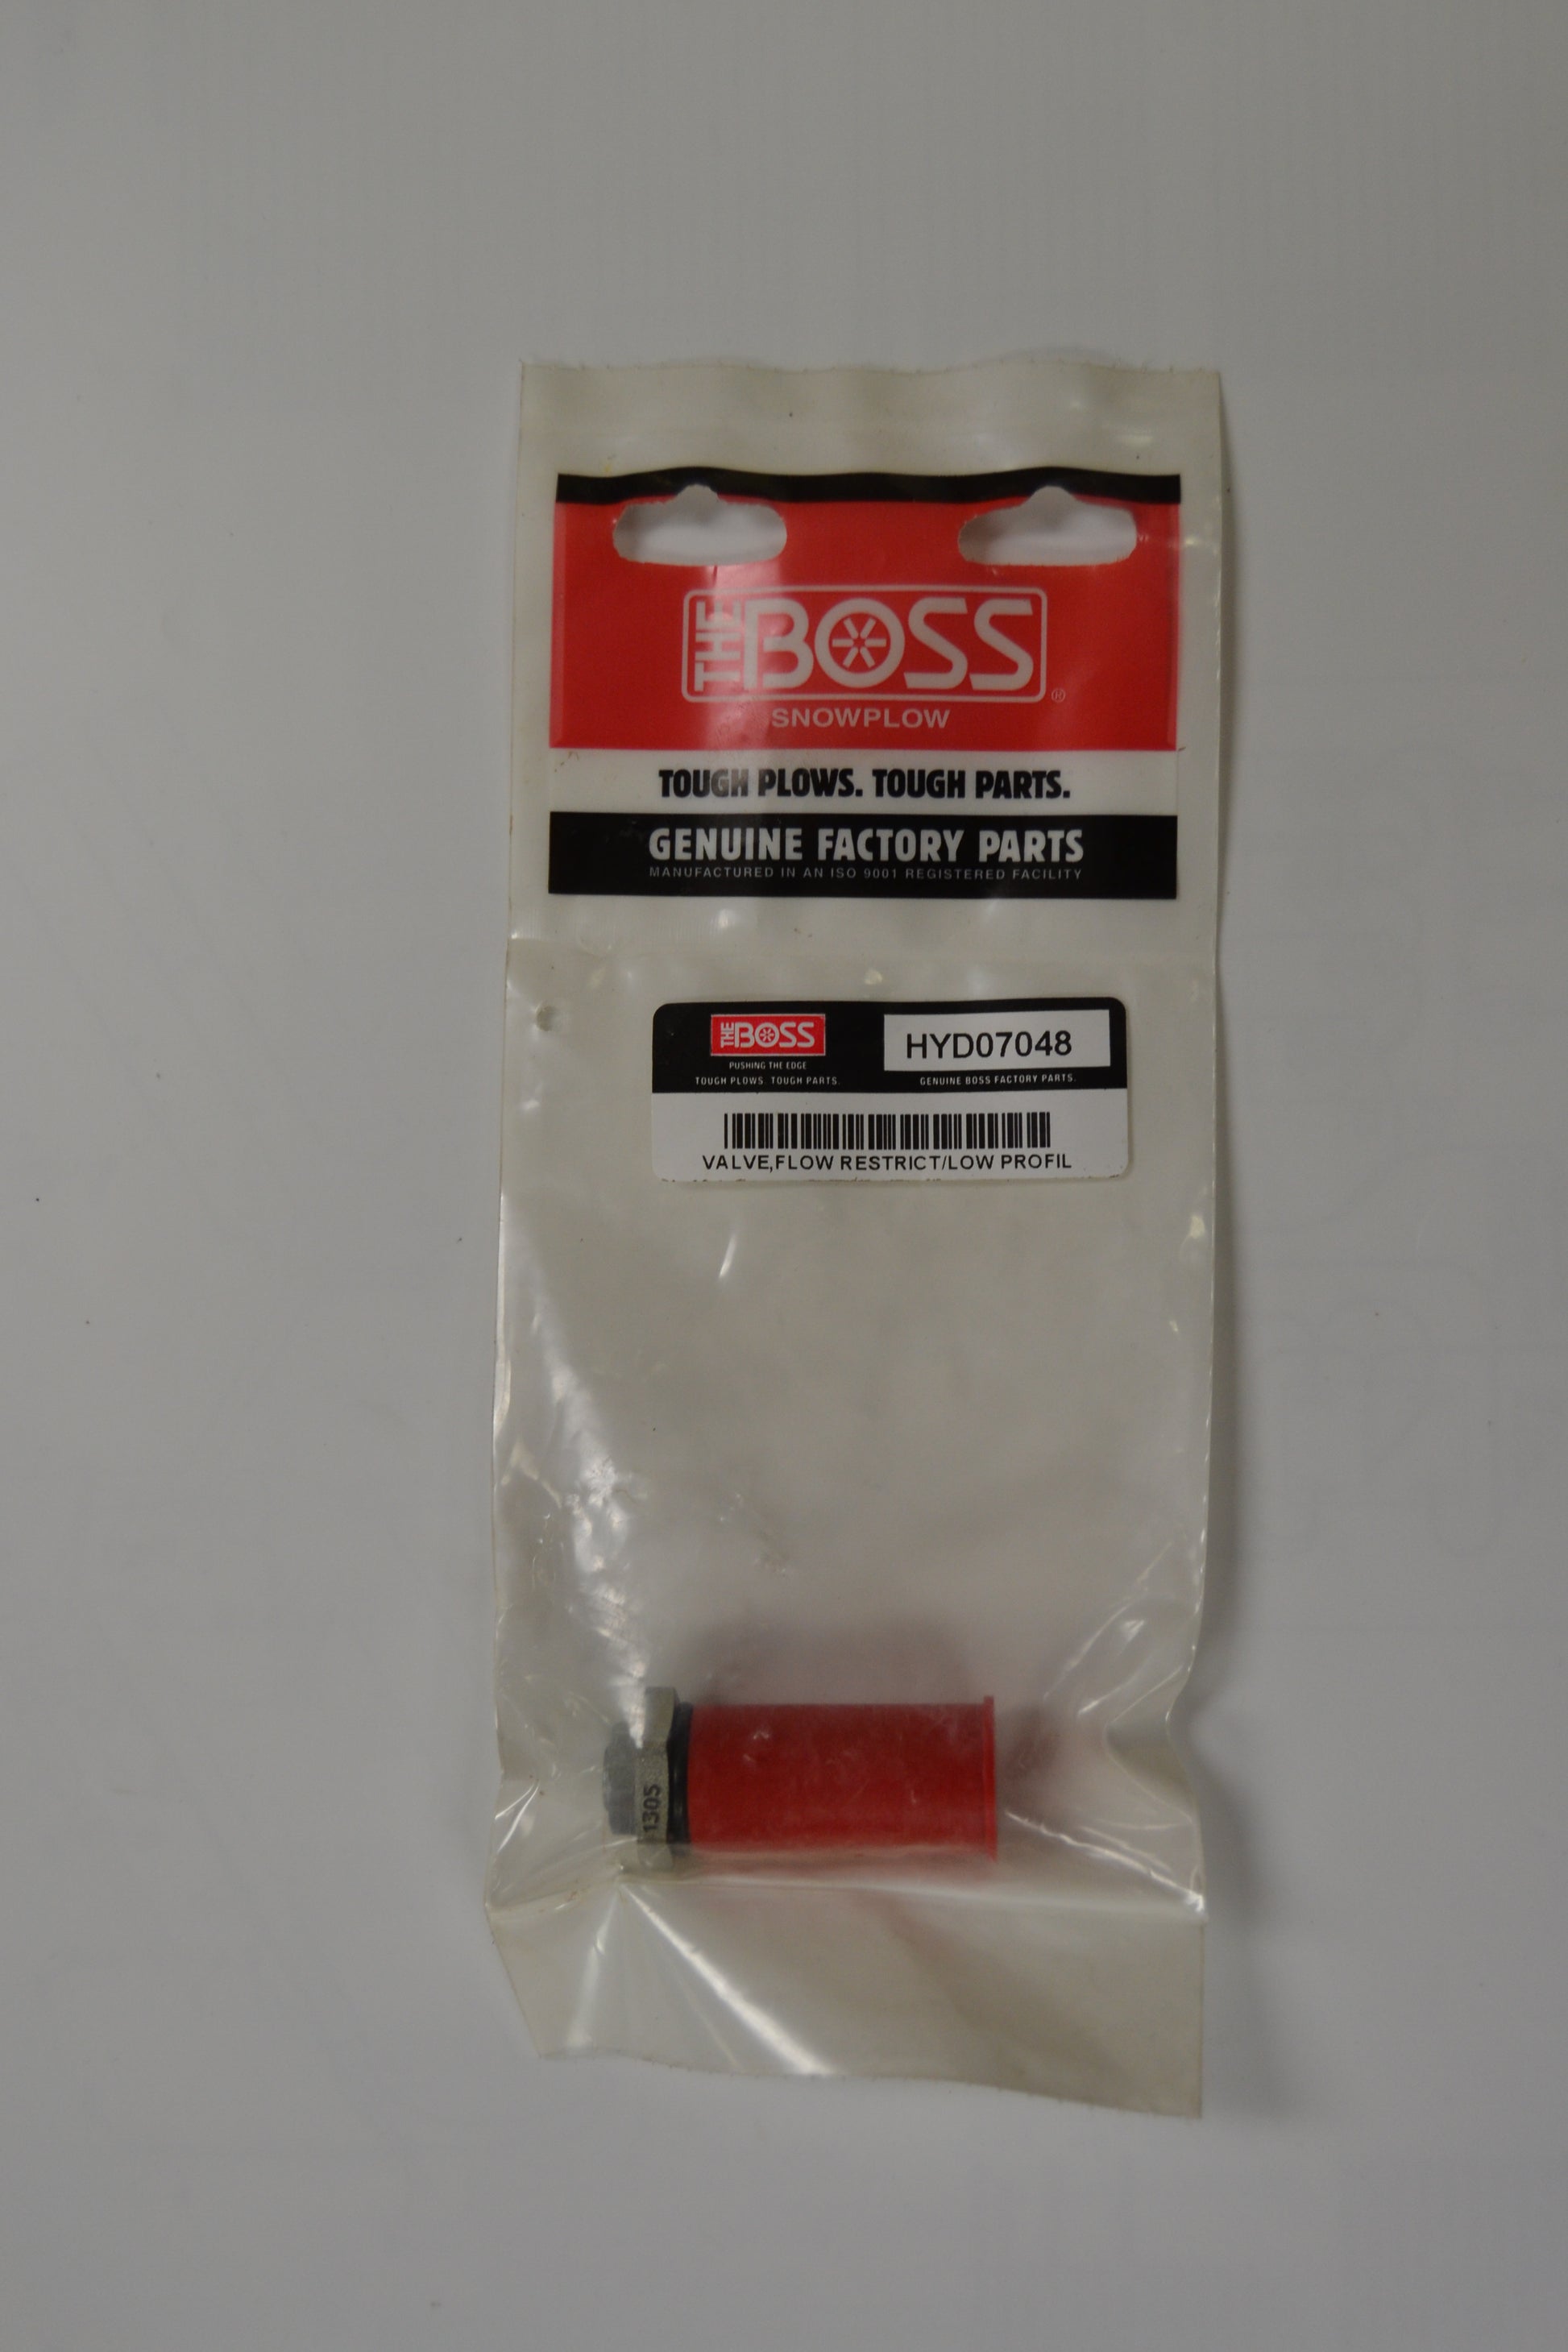 THE BOSS ®
SNOWPLOW
TOUGH PLOWS. TOUGH PARTS.
GENUINE FACTORY PARTS
MANUFACTURED IN AN ISO 9001 REGISTERED FACILITY
THE BOSS
HYD07048
PUSHING THE EDGE
TOUGH PLOWS. TOUGH PARTS.
GENUINE BOSS FACTORY PARTS.
VALVE,FLOW RESTRICT/LOW PROFIL
1305